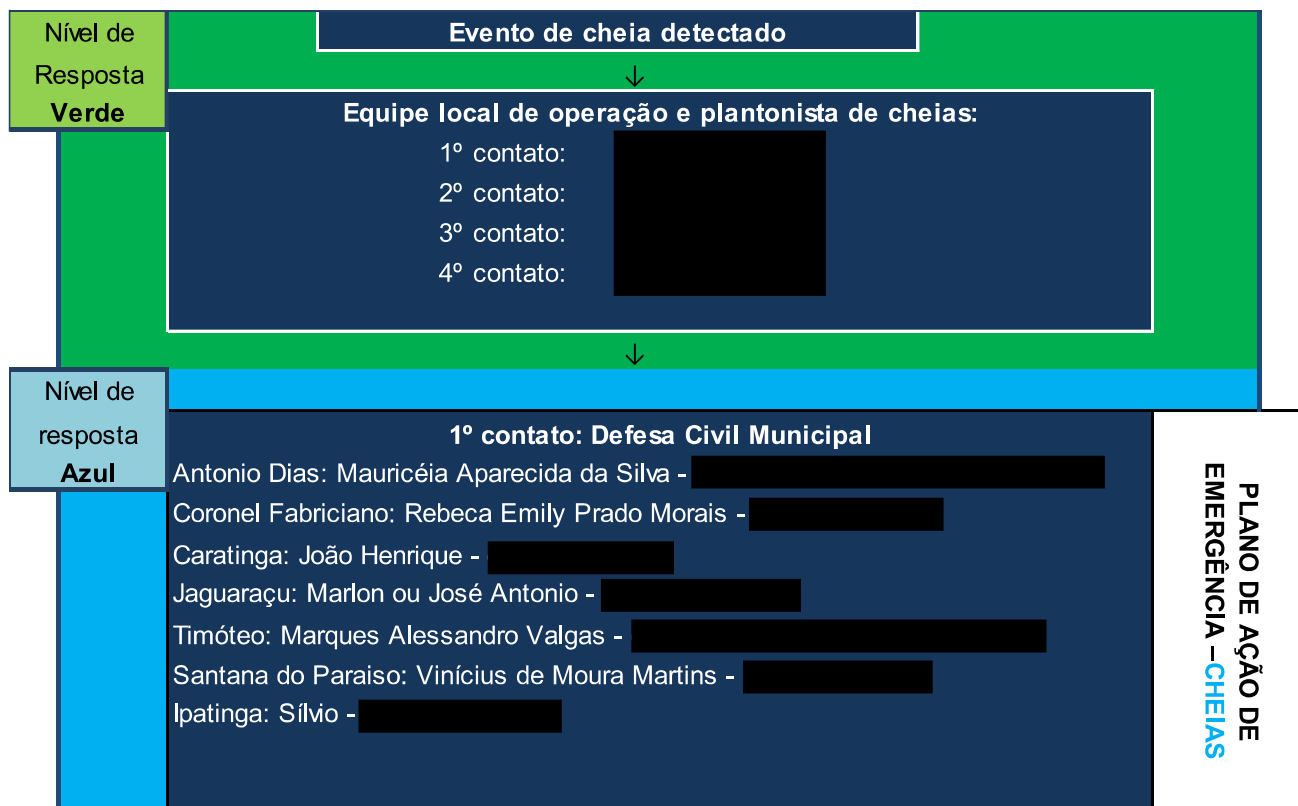 Nível de
Resposta
Verde
Evento de cheia detectado
↓
Equipe local de operação e plantonista de cheias:
1º contato:
2º contato:
3º contato:
4º contato:
↓
Nível de
resposta
Azul
1º contato: Defesa Civil Municipal
Antonio Dias: Mauricéia Aparecida da Silva -
Coronel Fabriciano: Rebeca Emily Prado Morais -
Caratinga: João Henrique -
Jaguaraçu: Marlon ou José Antonio -
Timóteo: Marques Alessandro Valgas -
Santana do Paraiso: Vinícius de Moura Martins -
Ipatinga: Sílvio -
PLANO DE AÇÃO DE
EMERGÊNCIA –CHEIAS